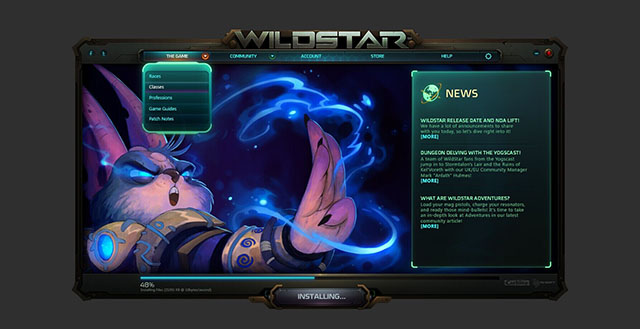 WILDSTAR
THE GAME
COMMUNITY
ACCOUNT
STORE
HELP
Races
Classes
Professions
Game Guides
Patch Notes
NEWS
WILDSTAR RELEASE DATE AND NDA LIFT!
We have a lot of announcements to share
with you today, so let's dive right into it!
[MORE]
DUNGEON DELVING WITH THE YOGSCAST!
A team of WildStar fans from the Yogscast
jump in to Stormtalon's Lair and the Ruins of
Kel'Voreth with our UK/EU Community Manager
Mark "Ardath" Hulmes!
[MORE]
WHAT ARE WILDSTAR ADVENTURES?
Load your mag pistols, charge your resonators,
and ready those mind-bullets! It's time to take
an in-depth look at Adventures in our latest
community article!
[MORE]
48%
INSTALLING...